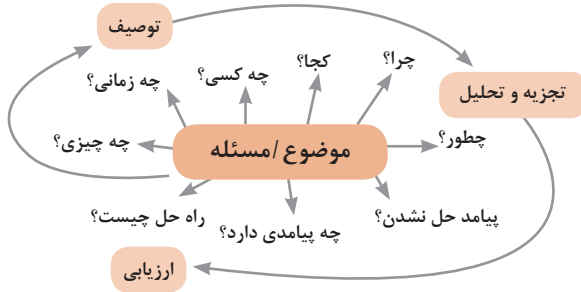 توصیف
چرا؟
کجا؟
چه کسی؟
چه زمانی؟
تجزیه و تحلیل
چطور؟
موضوع/مسئله
چه چیزی؟
پیامد حل نشدن؟
چه پیامدی دارد؟
راه حل چیست؟
ارزیابی